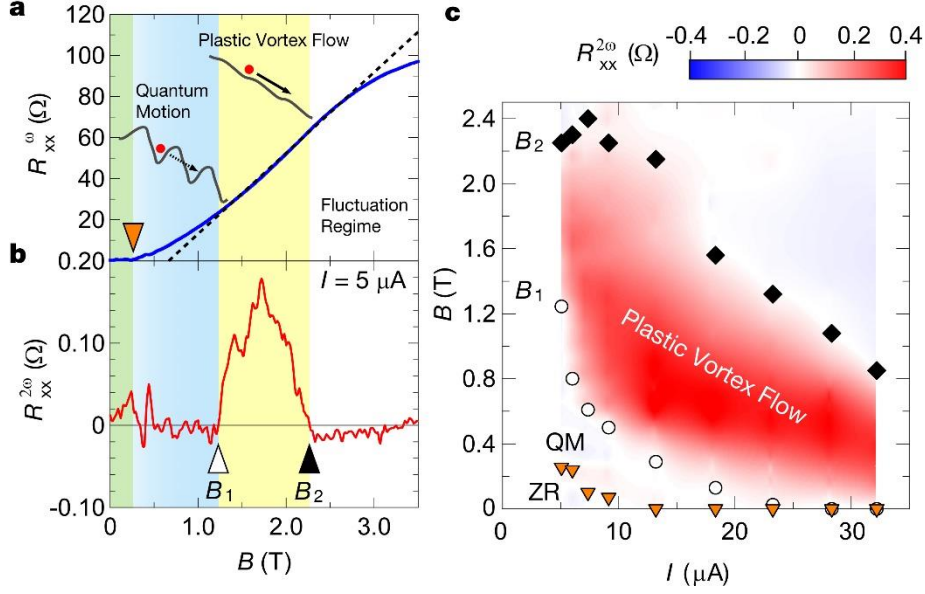 a
120
100
80
60
40
20
0
R_xx^ω (Ω)
Plastic Vortex Flow
Quantum
Motion
Fluctuation
Regime
b
0.20
0.10
0
-0.10
R_xx^2ω (Ω)
I = 5 μA
B₁
B₂
0
1.0
2.0
3.0
B (T)
c
R_xx^2ω (Ω)
-0.4
-0.2
0
0.2
0.4
2.4
2.0
1.6
1.2
0.8
0.4
0
B (T)
B₂
B₁
Plastic Vortex Flow
QM
ZR
0
10
20
30
I (μA)